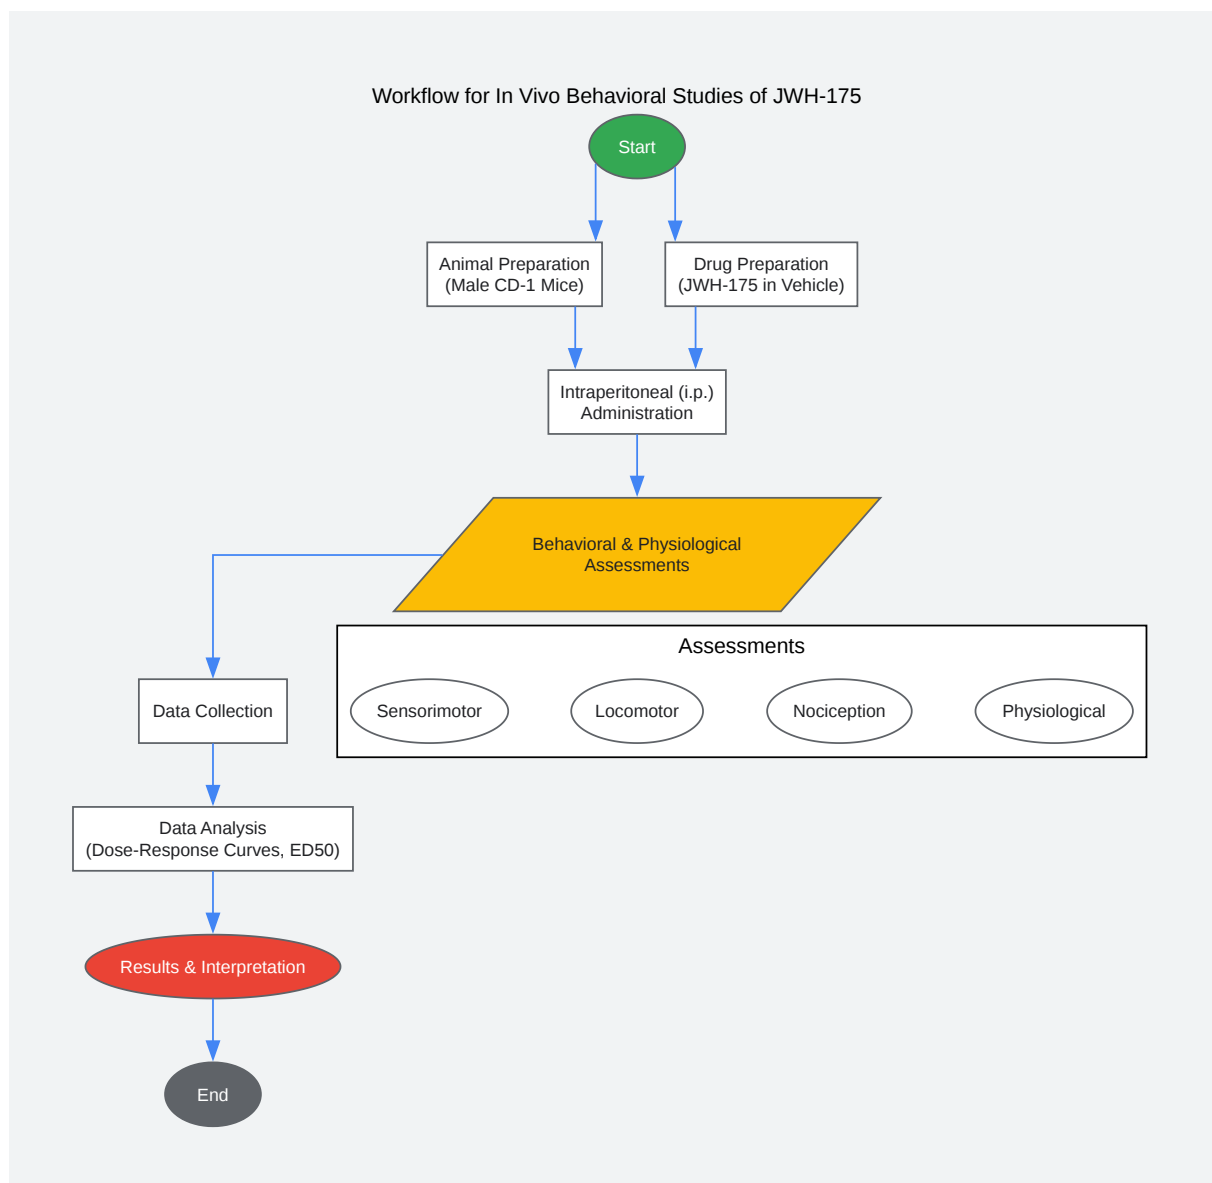 Workflow for In Vivo Behavioral Studies of JWH-175
Start
Animal Preparation
(Male CD-1 Mice)
Drug Preparation
(JWH-175 in Vehicle)
Intraperitoneal (i.p.)
Administration
Behavioral & Physiological
Assessments
Assessments
Sensorimotor
Locomotor
Nociception
Physiological
Data Collection
Data Analysis
(Dose-Response Curves, ED50)
Results & Interpretation
End